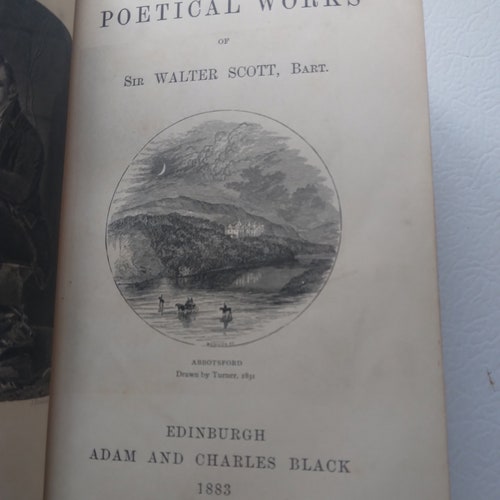 POETICAL WORKS
OF
SIR WALTER SCOTT, BART.
ABBOTSFORD
Drawn by Turner, 1831
EDINBURGH
ADAM AND CHARLES BLACK
1883